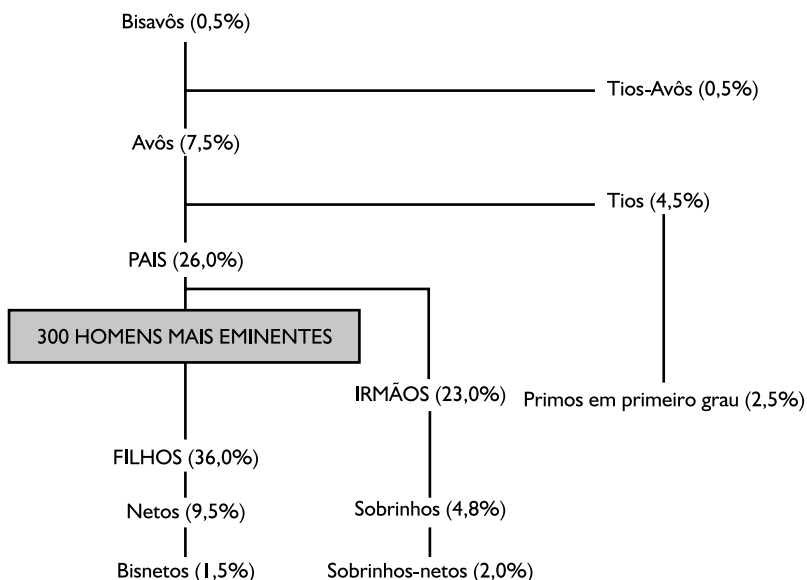 Bisavôs (0,5%)
Tios-Avôs (0,5%)
Avôs (7,5%)
Tios (4,5%)
PAIS (26,0%)
300 HOMENS MAIS EMINENTES
IRMÃOS (23,0%)
Primos em primeiro grau (2,5%)
FILHOS (36,0%)
Netos (9,5%)
Sobrinhos (4,8%)
Bisnetos (1,5%)
Sobrinhos-netos (2,0%)